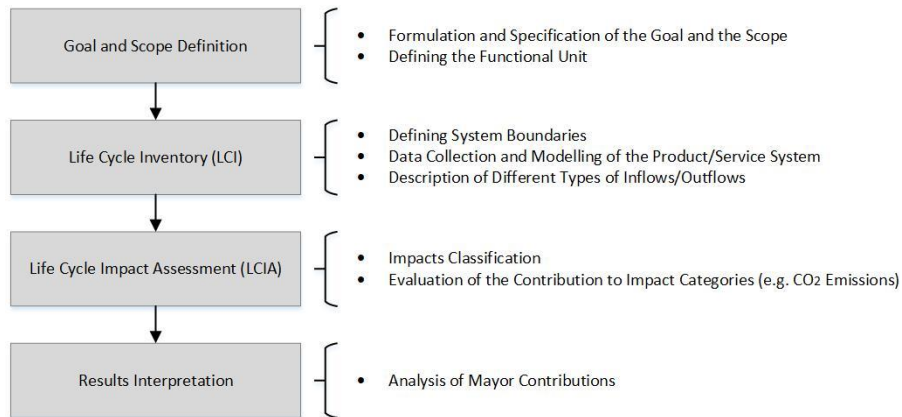 Goal and Scope Definition
• Formulation and Specification of the Goal and the Scope
• Defining the Functional Unit
Life Cycle Inventory (LCI)
• Defining System Boundaries
• Data Collection and Modelling of the Product/Service System
• Description of Different Types of Inflows/Outflows
Life Cycle Impact Assessment (LCIA)
• Impacts Classification
• Evaluation of the Contribution to Impact Categories (e.g. CO2 Emissions)
Results Interpretation
• Analysis of Mayor Contributions